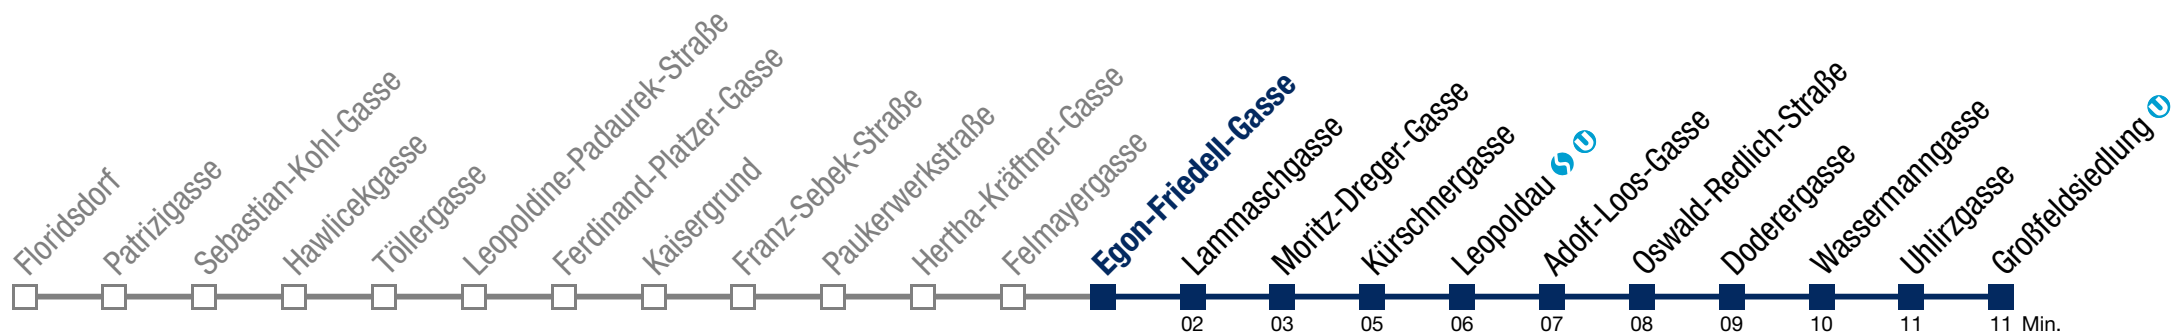 Floridsdorf
Patrizigasse
Sebastian-Kohl-Gasse
Hawlicekgasse
Töllergasse
Leopoldine-Padaurek-Straße
Ferdinand-Platzer-Gasse
Kaisergrund
Franz-Sebek-Straße
Paukerwerkstraße
Hertha-Kräftner-Gasse
Felmayergasse
Egon-Friedell-Gasse
Lammaschgasse
Moritz-Dreger-Gasse
Kürschnergasse
Leopoldau S U
Adolf-Loos-Gasse
Oswald-Redlich-Straße
Doderergasse
Wassermanngasse
Uhlirzgasse
Großfeldsiedlung U
02 03 05 06 07 08 09 10 11 11 Min.